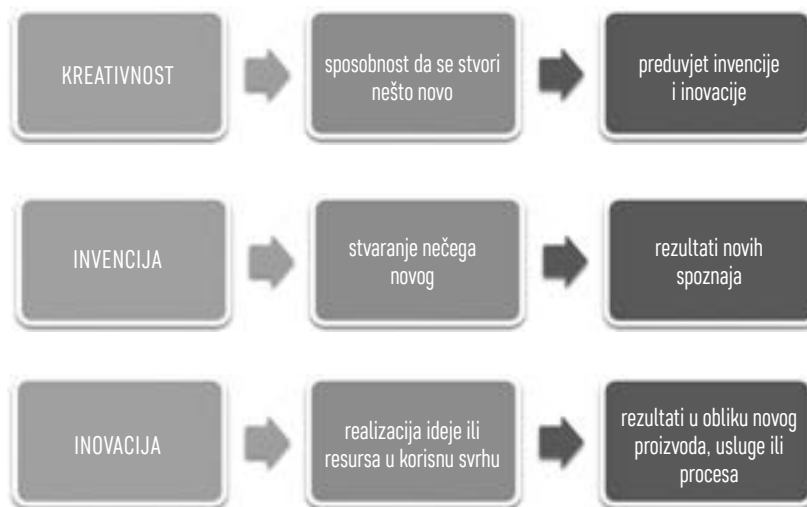 KREATIVNOST
sposobnost da se stvori
nešto novo
preduvjet invencije
i inovacije
INVENCIJA
stvaranje nečega
novog
rezultati novih
spoznaja
INOVACIJA
realizacija ideje ili
resursa u korisnu svrhu
rezultati u obliku novog
proizvoda, usluge ili
procesa